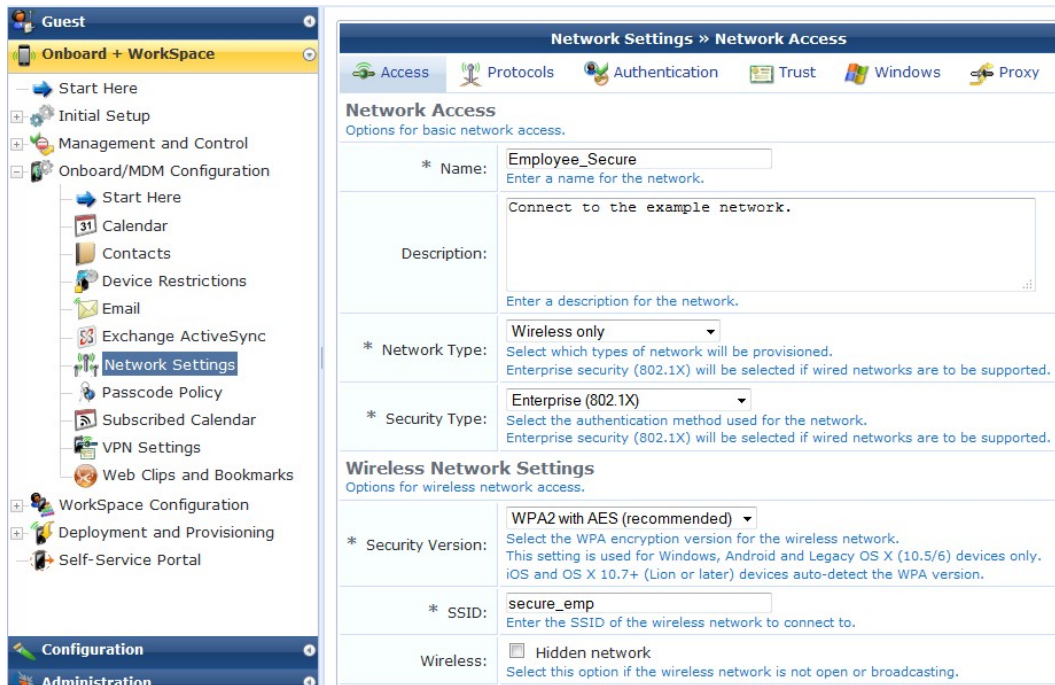 Guest
Onboard + WorkSpace
Start Here
Initial Setup
Management and Control
Onboard/MDM Configuration
Start Here
31 Calendar
Contacts
Device Restrictions
Email
Exchange ActiveSync
Network Settings
Passcode Policy
Subscribed Calendar
VPN Settings
Web Clips and Bookmarks
WorkSpace Configuration
Deployment and Provisioning
Self-Service Portal
Configuration
Administration
Network Settings » Network Access
Access Protocols Authentication Trust Windows Proxy
Network Access
Options for basic network access.
* Name: Employee_Secure
Enter a name for the network.
Connect to the example network.
Description:
Enter a description for the network.
Wireless only
* Network Type: Select which types of network will be provisioned.
Enterprise security (802.1X) will be selected if wired networks are to be supported.
Enterprise (802.1X)
* Security Type: Select the authentication method used for the network.
Enterprise security (802.1X) will be selected if wired networks are to be supported.
Wireless Network Settings
Options for wireless network access.
WPA2 with AES (recommended)
* Security Version: Select the WPA encryption version for the wireless network.
This setting is used for Windows, Android and Legacy OS X (10.5/6) devices only.
iOS and OS X 10.7+ (Lion or later) devices auto-detect the WPA version.
* SSID: secure_emp
Enter the SSID of the wireless network to connect to.
Wireless: Hidden network
Select this option if the wireless network is not open or broadcasting.